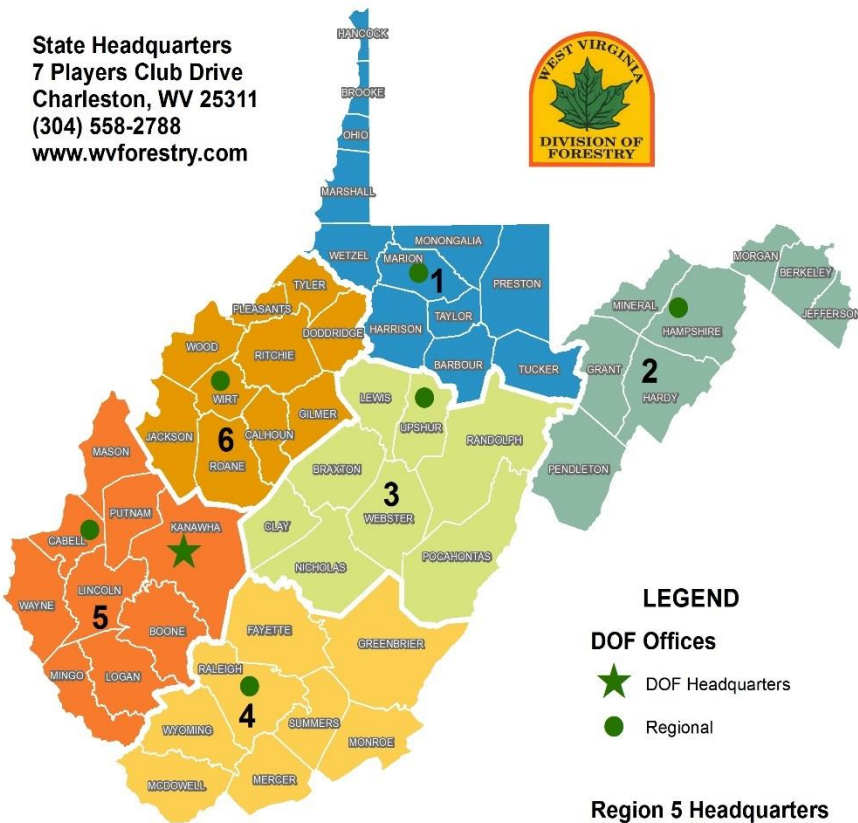 State Headquarters
7 Players Club Drive
Charleston, WV 25311
(304) 558-2788
www.wvforestry.com
WEST VIRGINIA
DIVISION OF
FORESTRY
HANCOCK
BROOKE
OHIO
MARSHALL
WETZEL
MONONGALIA
MARION
1
PRESTON
HARRISON
TAYLOR
BARBOUR
TUCKER
MORGAN
BERKELEY
JEFFERSON
MINERAL
HAMPSHIRE
GRANT
2
HARDY
PENDLETON
TYLER
PLEASANTS
DODDRIDGE
WOOD
RITCHIE
WIRT
GILMER
JACKSON
6
CALHOUN
ROANE
LEWIS
UPSHUR
RANDOLPH
BRAXTON
3
WEBSTER
CLAY
NICHOLAS
POCAHONTAS
MASON
PUTNAM
KANAWHA
CABELL
LINCOLN
WAYNE
5
BOONE
MINGO
LOGAN
FAYETTE
GREENBRIER
RALEIGH
4
SUMMERS
WYOMING
MONROE
MCDOWELL
MERCER
LEGEND
DOF Offices
DOF Headquarters
Regional
Region 5 Headquarters